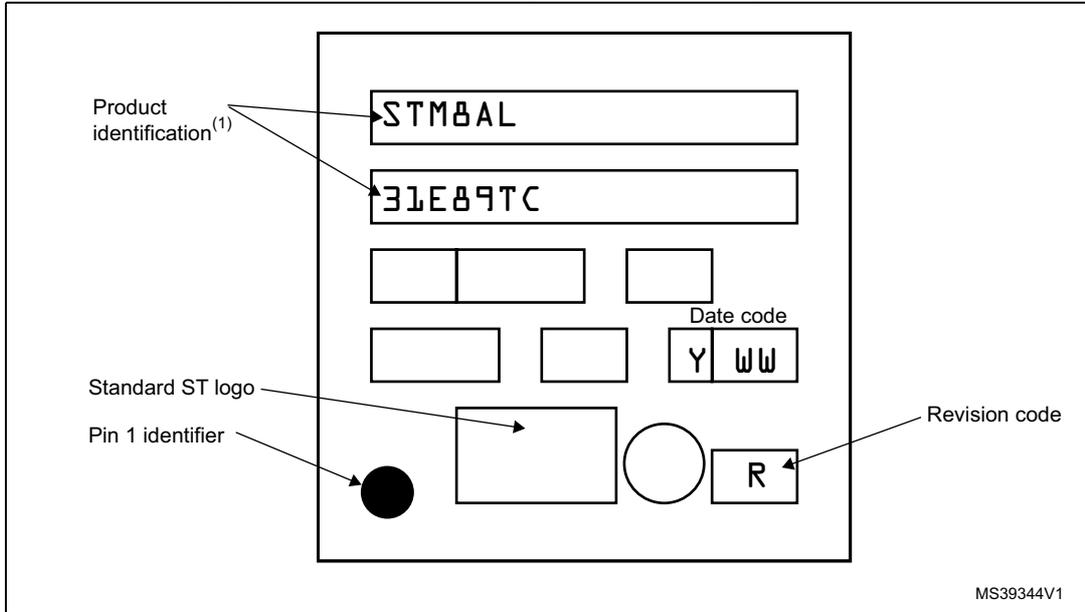 Product
identification(1)
STM8AL
31E89TC
Date code
Y WW
Standard ST logo
Pin 1 identifier
Revision code
R
MS39344V1